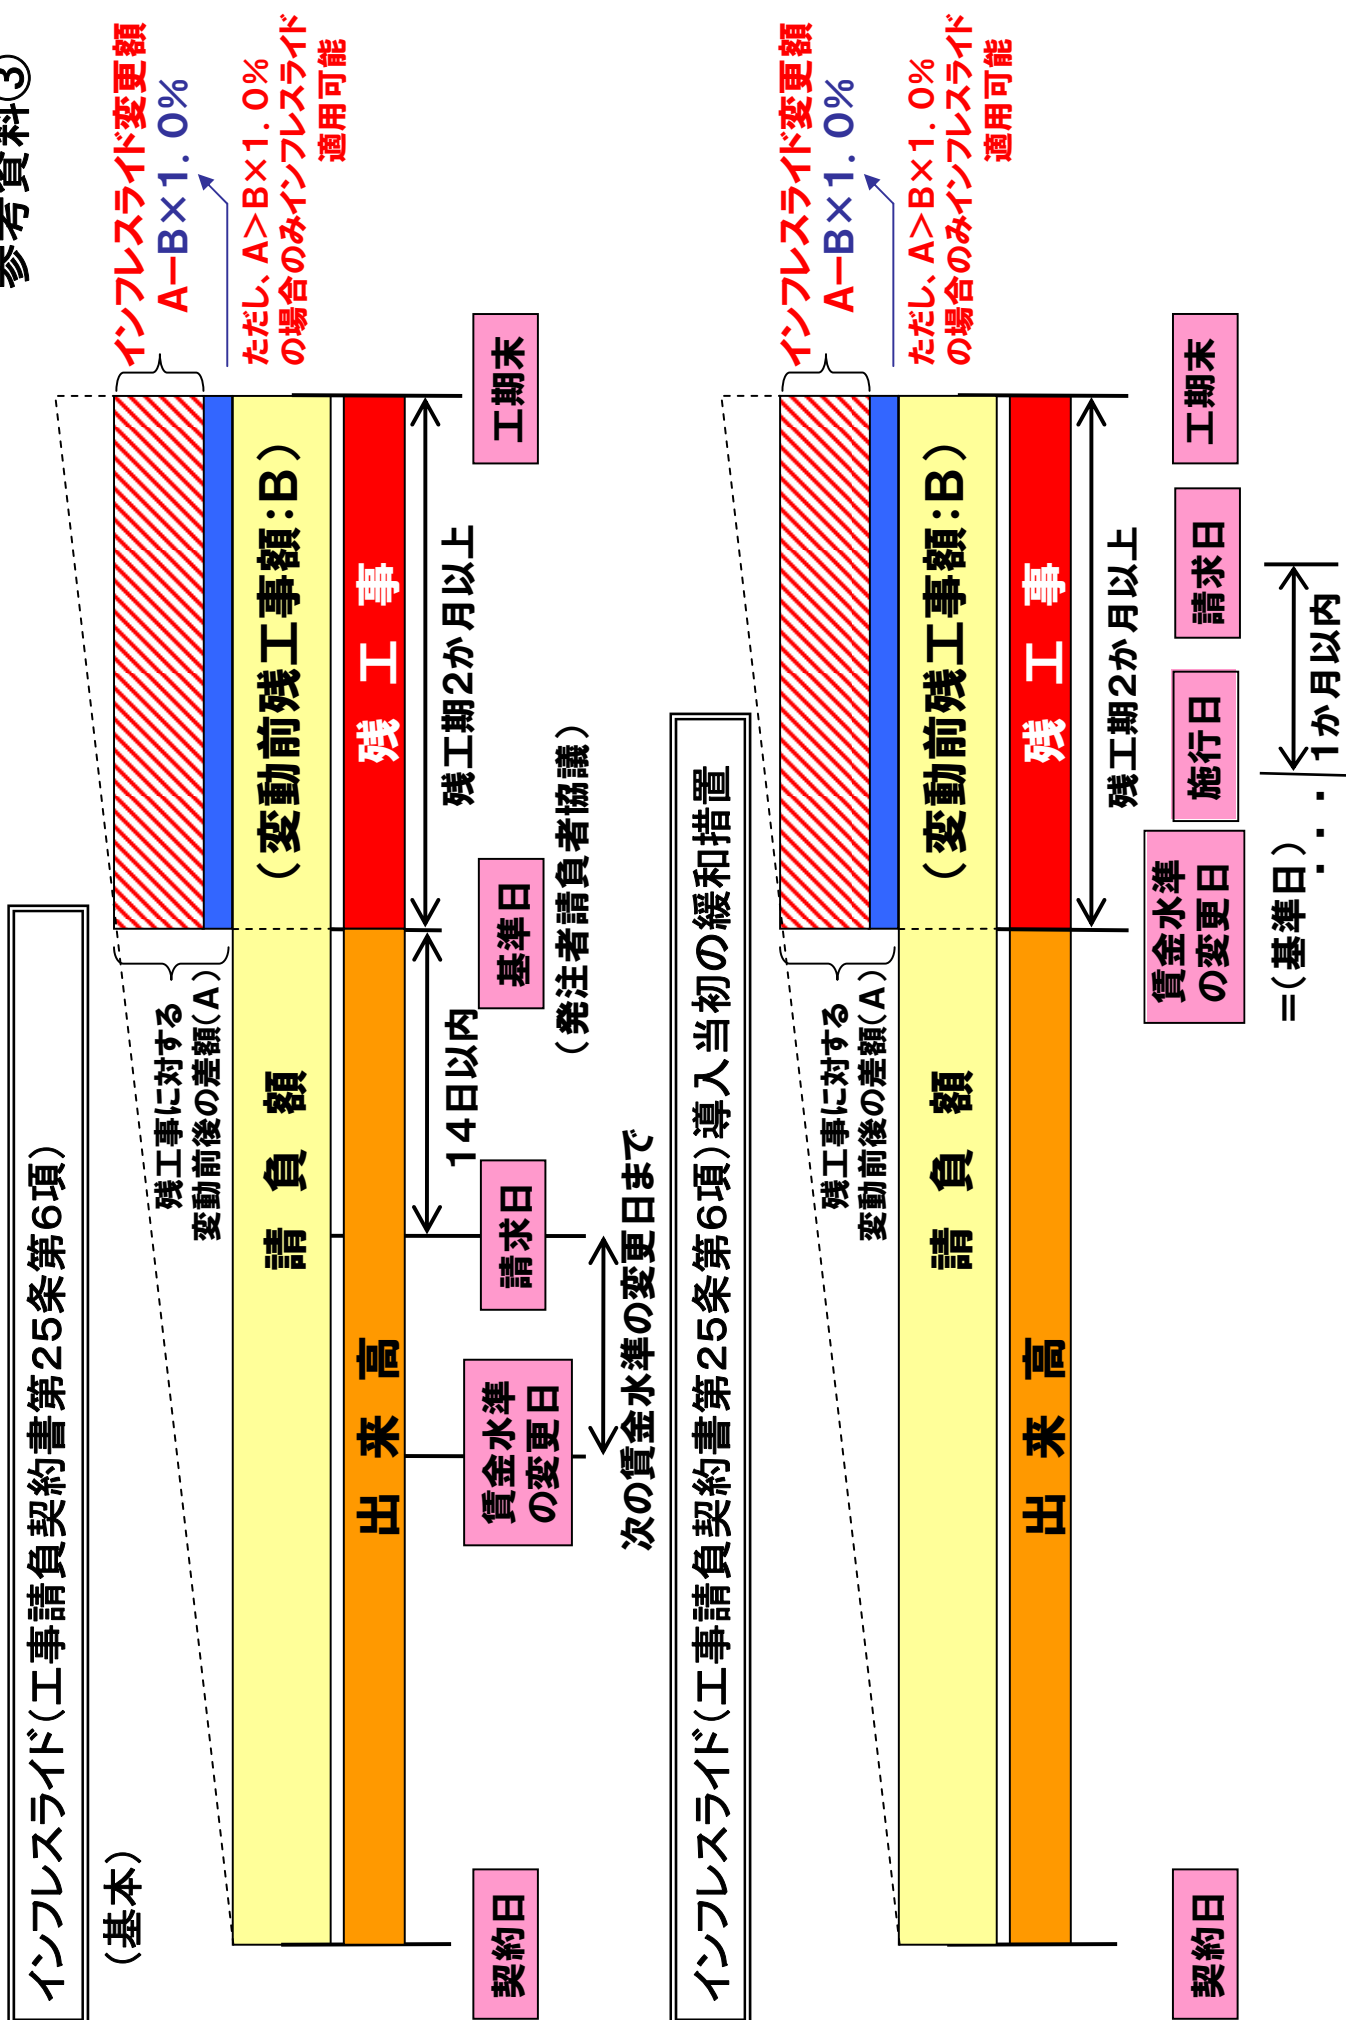 参考資料③
インフレスライド(工事請負契約書第25条第6項)
(基本)
インフレスライド変更額
A-B×1.0%
ただし、A>B×1.0%
の場合のみインフレスライド
適用可能
残工事に対する
変動前後の差額(A)
請 負 額
(変動前残工事額:B)
出 来 高
残 工 事
14日以内
残工期2か月以上
契約日
賃金水準
の変更日
請求日
基準日
工期末
(発注者請負者協議)
次の賃金水準の変更日まで
インフレスライド(工事請負契約書第25条第6項)導入当初の緩和措置
インフレスライド変更額
A-B×1.0%
ただし、A>B×1.0%
の場合のみインフレスライド
適用可能
残工事に対する
変動前後の差額(A)
請 負 額
(変動前残工事額:B)
出 来 高
残 工 事
残工期2か月以上
契約日
賃金水準
の変更日
施行日
請求日
工期末
=(基準日)
・・・
1か月以内